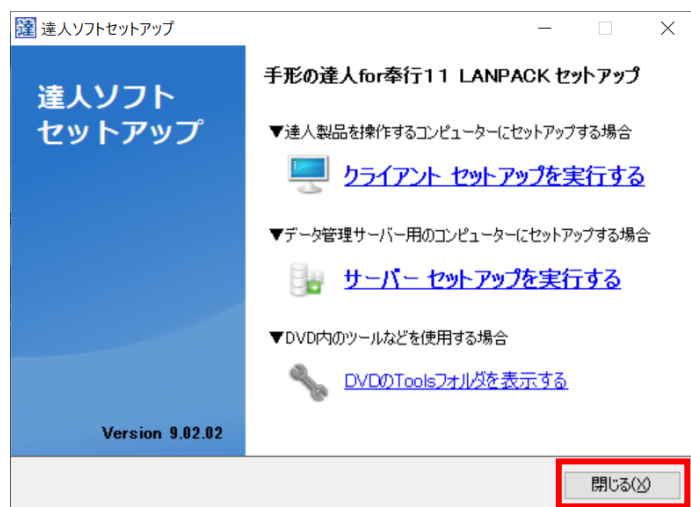 達人ソフトセットアップ
達人ソフト
セットアップ
手形の達人for奉行11 LANPACK セットアップ
▼達人製品を操作するコンピューターにセットアップする場合
クライアント セットアップを実行する
▼データ管理サーバー用のコンピューターにセットアップする場合
サーバー セットアップを実行する
▼DVD内のツールなどを使用する場合
DVDのToolsフォルダを表示する
Version 9.02.02
閉じる(X)